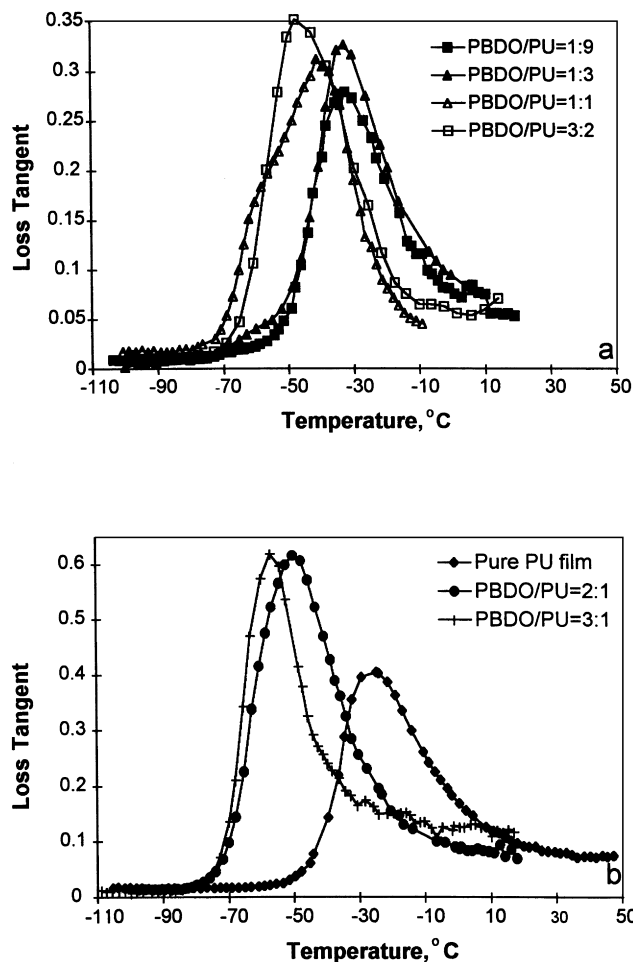 0.35
0.3
0.25
0.2
0.15
0.1
0.05
0
Loss Tangent
PBDO/PU=1:9
PBDO/PU=1:3
PBDO/PU=1:1
PBDO/PU=3:2
a
-110 -90 -70 -50 -30 -10 10 30 50
Temperature, °C
0.6
0.5
0.4
0.3
0.2
0.1
0
Loss Tangent
Pure PU film
PBDO/PU=2:1
PBDO/PU=3:1
b
-110 -90 -70 -50 -30 -10 10 30 50
Temperature, °C